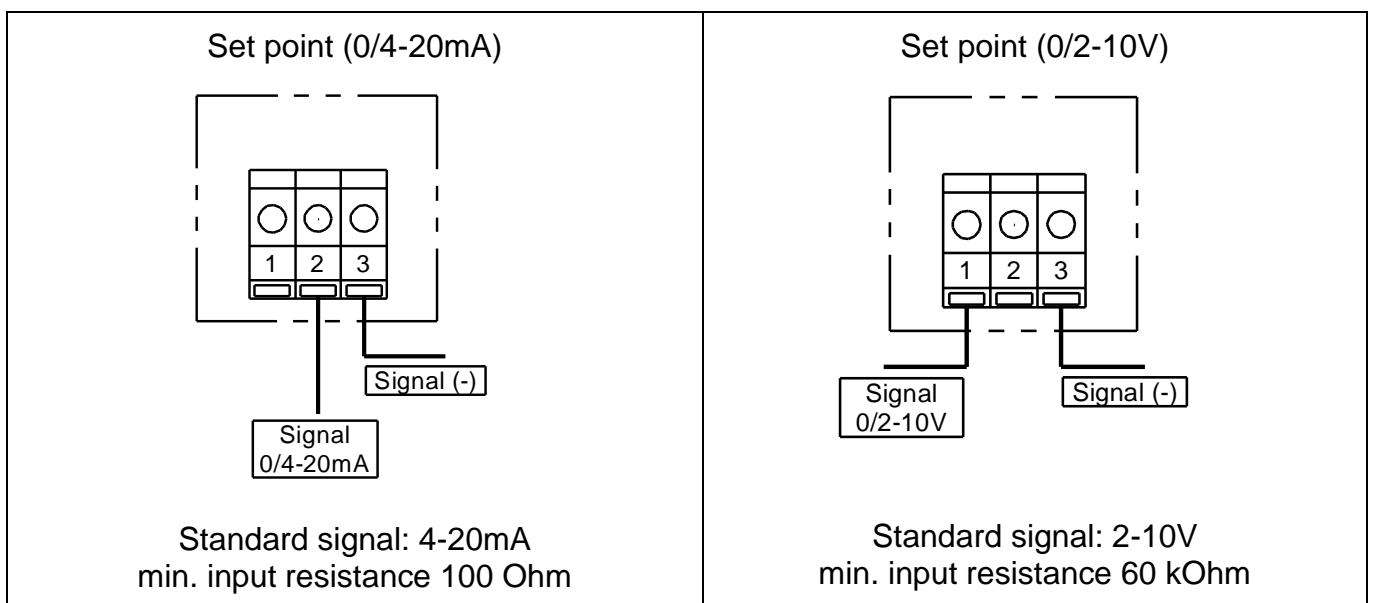 Set point (0/4-20mA)
1 2 3
Signal (-)
Signal
0/4-20mA
Standard signal: 4-20mA
min. input resistance 100 Ohm
Set point (0/2-10V)
1 2 3
Signal
0/2-10V
Signal (-)
Standard signal: 2-10V
min. input resistance 60 kOhm